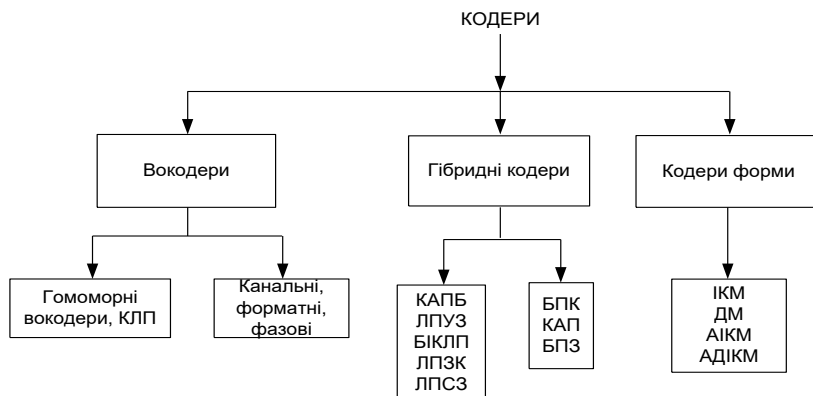 КОДЕРИ
Вокодери
Гібридні кодери
Кодери форми
Гомоморні
вокодери, КЛП
Канальні,
форматні,
фазові
КАПБ
ЛПУЗ
БІКЛП
ЛПЗК
ЛПСЗ
БПК
КАП
БПЗ
ІКМ
ДМ
АІКМ
АДІКМ